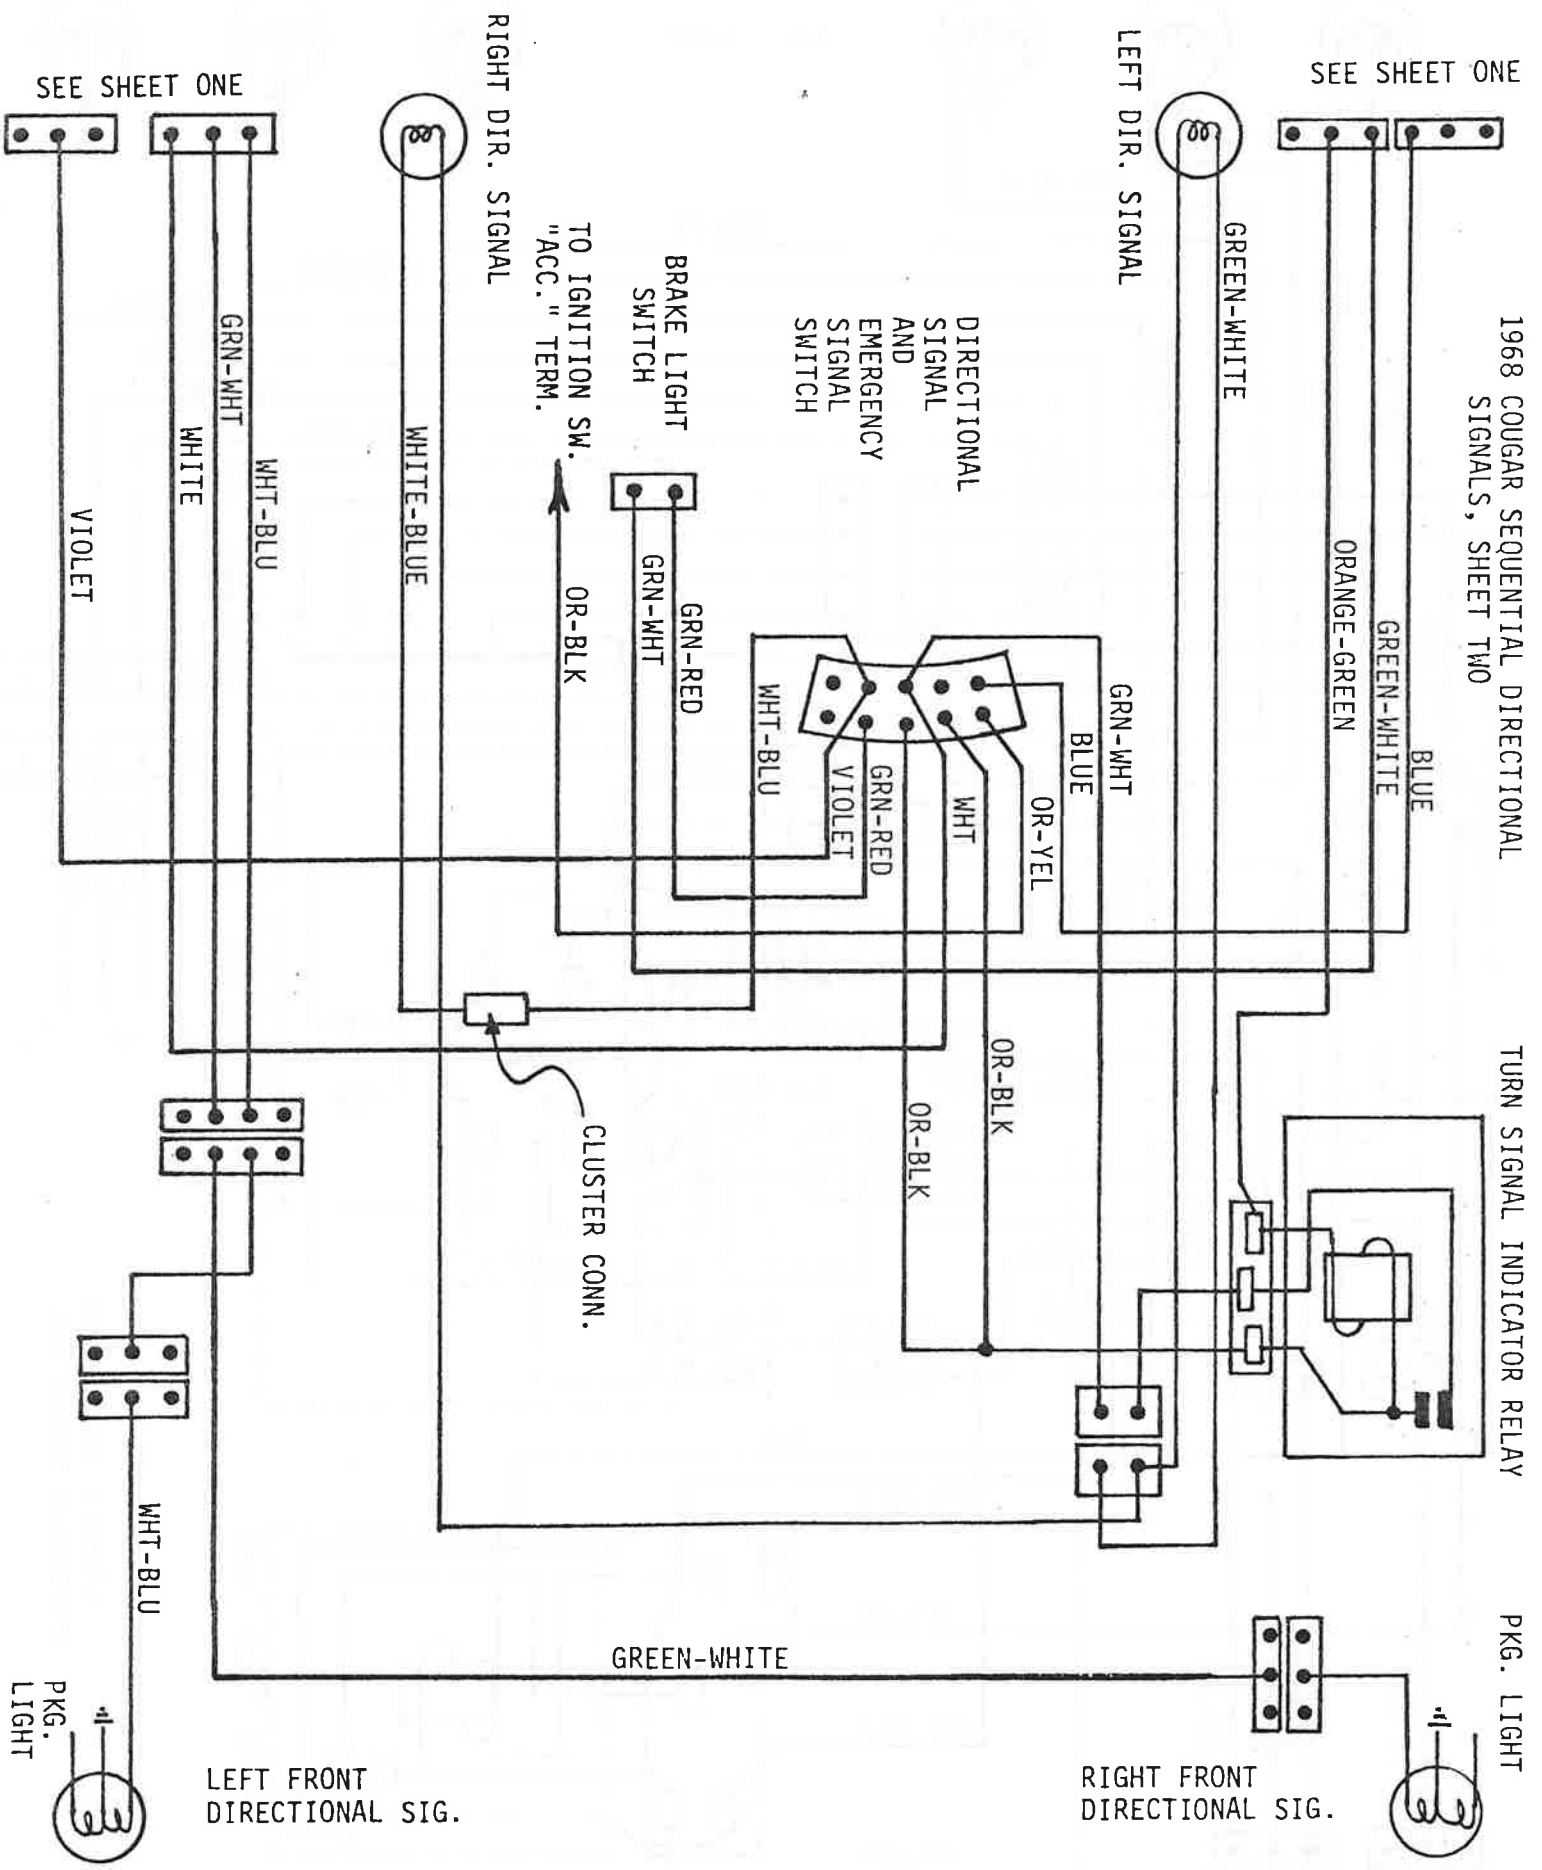 1968 COUGAR SEQUENTIAL DIRECTIONAL
SIGNALS, SHEET TWO
SEE SHEET ONE
SEE SHEET ONE
RIGHT DIR. SIGNAL
LEFT DIR. SIGNAL
GREEN-WHITE
TO IGNITION SW.
"ACC." TERM.
BRAKE LIGHT
SWITCH
DIRECTIONAL
SIGNAL
AND
EMERGENCY
SIGNAL
SWITCH
GRN-WHT
WHITE
WHT-BLU
VIOLET
WHITE-BLUE
OR-BLK
GRN-WHT
GRN-RED
WHT-BLU
VIOLET
GRN-RED
WHT
OR-YEL
BLUE
GRN-WHT
ORANGE-GREEN
GREEN-WHITE
BLUE
OR-BLK
OR-BLK
CLUSTER CONN.
TURN SIGNAL INDICATOR RELAY
WHT-BLU
GREEN-WHITE
PKG. LIGHT
PKG.
LIGHT
LEFT FRONT
DIRECTIONAL SIG.
RIGHT FRONT
DIRECTIONAL SIG.